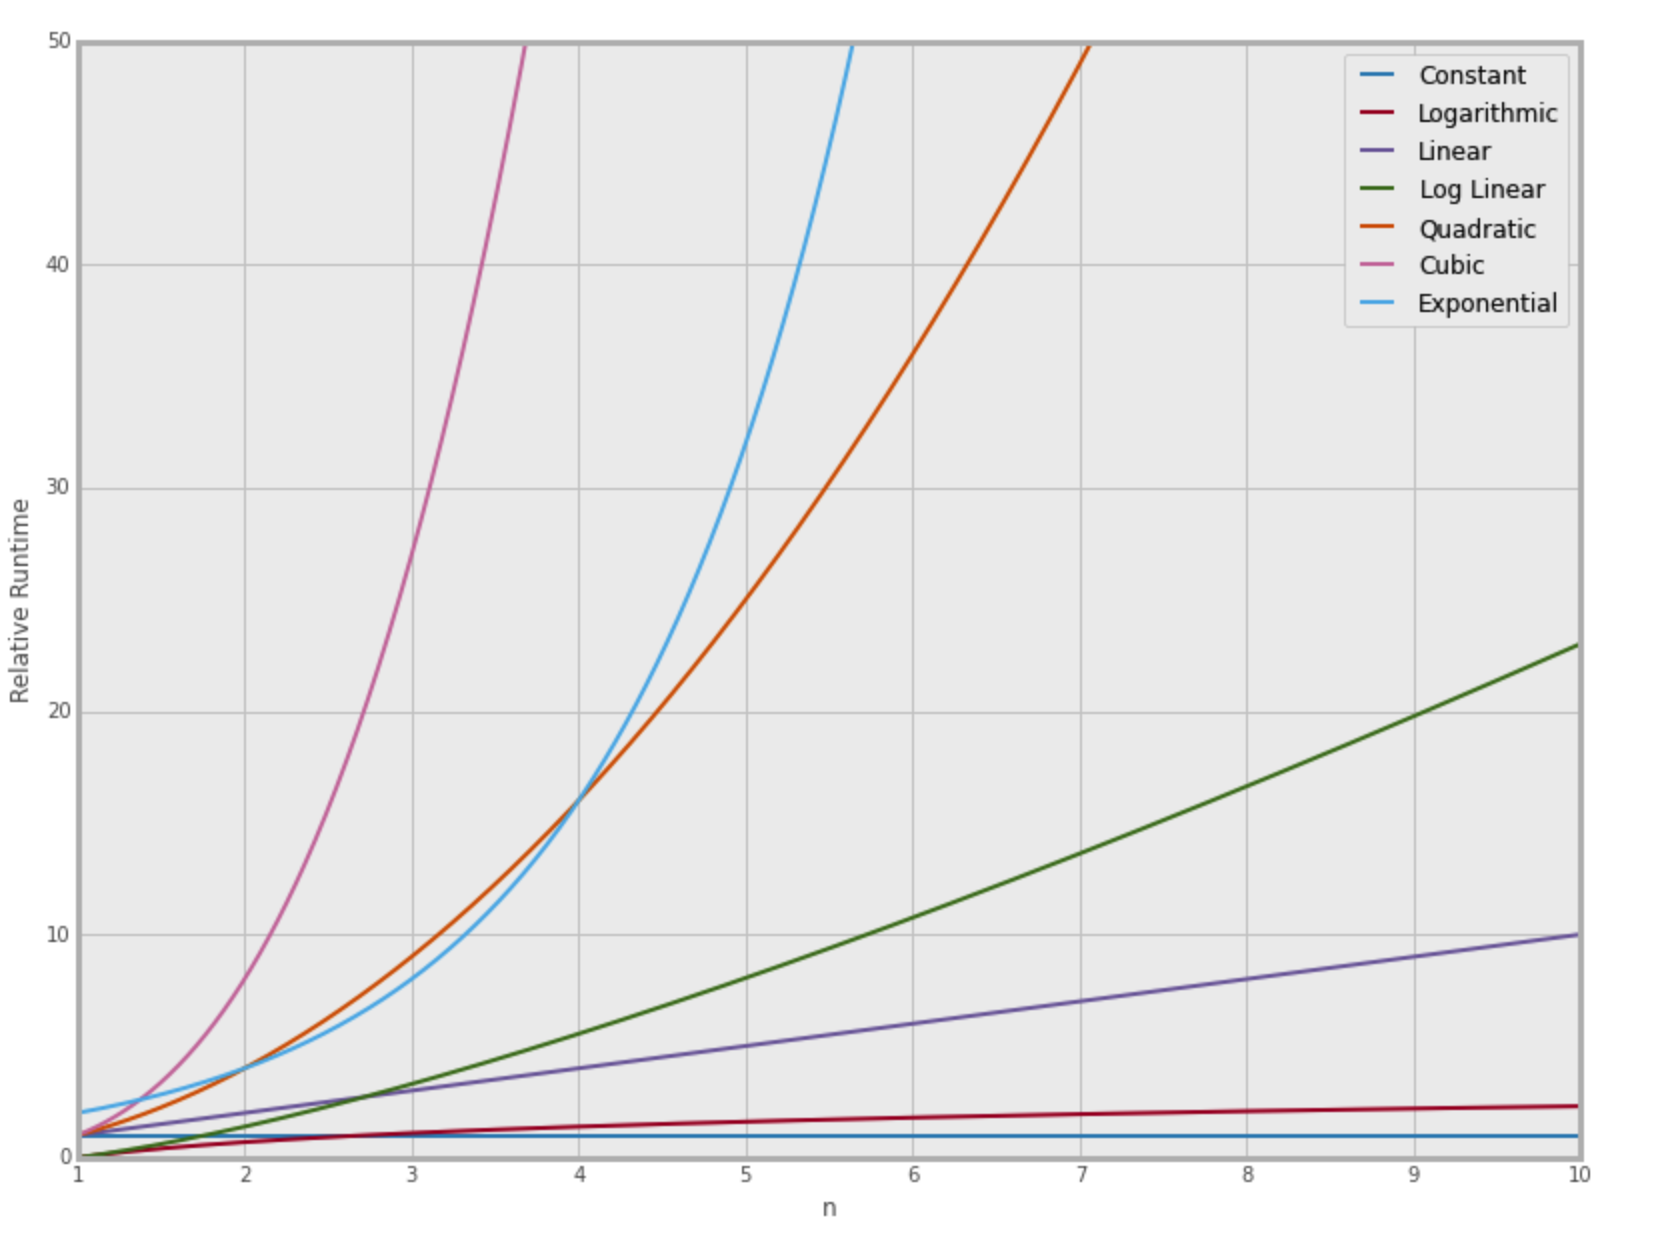 50
40
30
20
10
0
Relative Runtime
1 2 3 4 5 6 7 8 9 10
n
Constant
Logarithmic
Linear
Log Linear
Quadratic
Cubic
Exponential